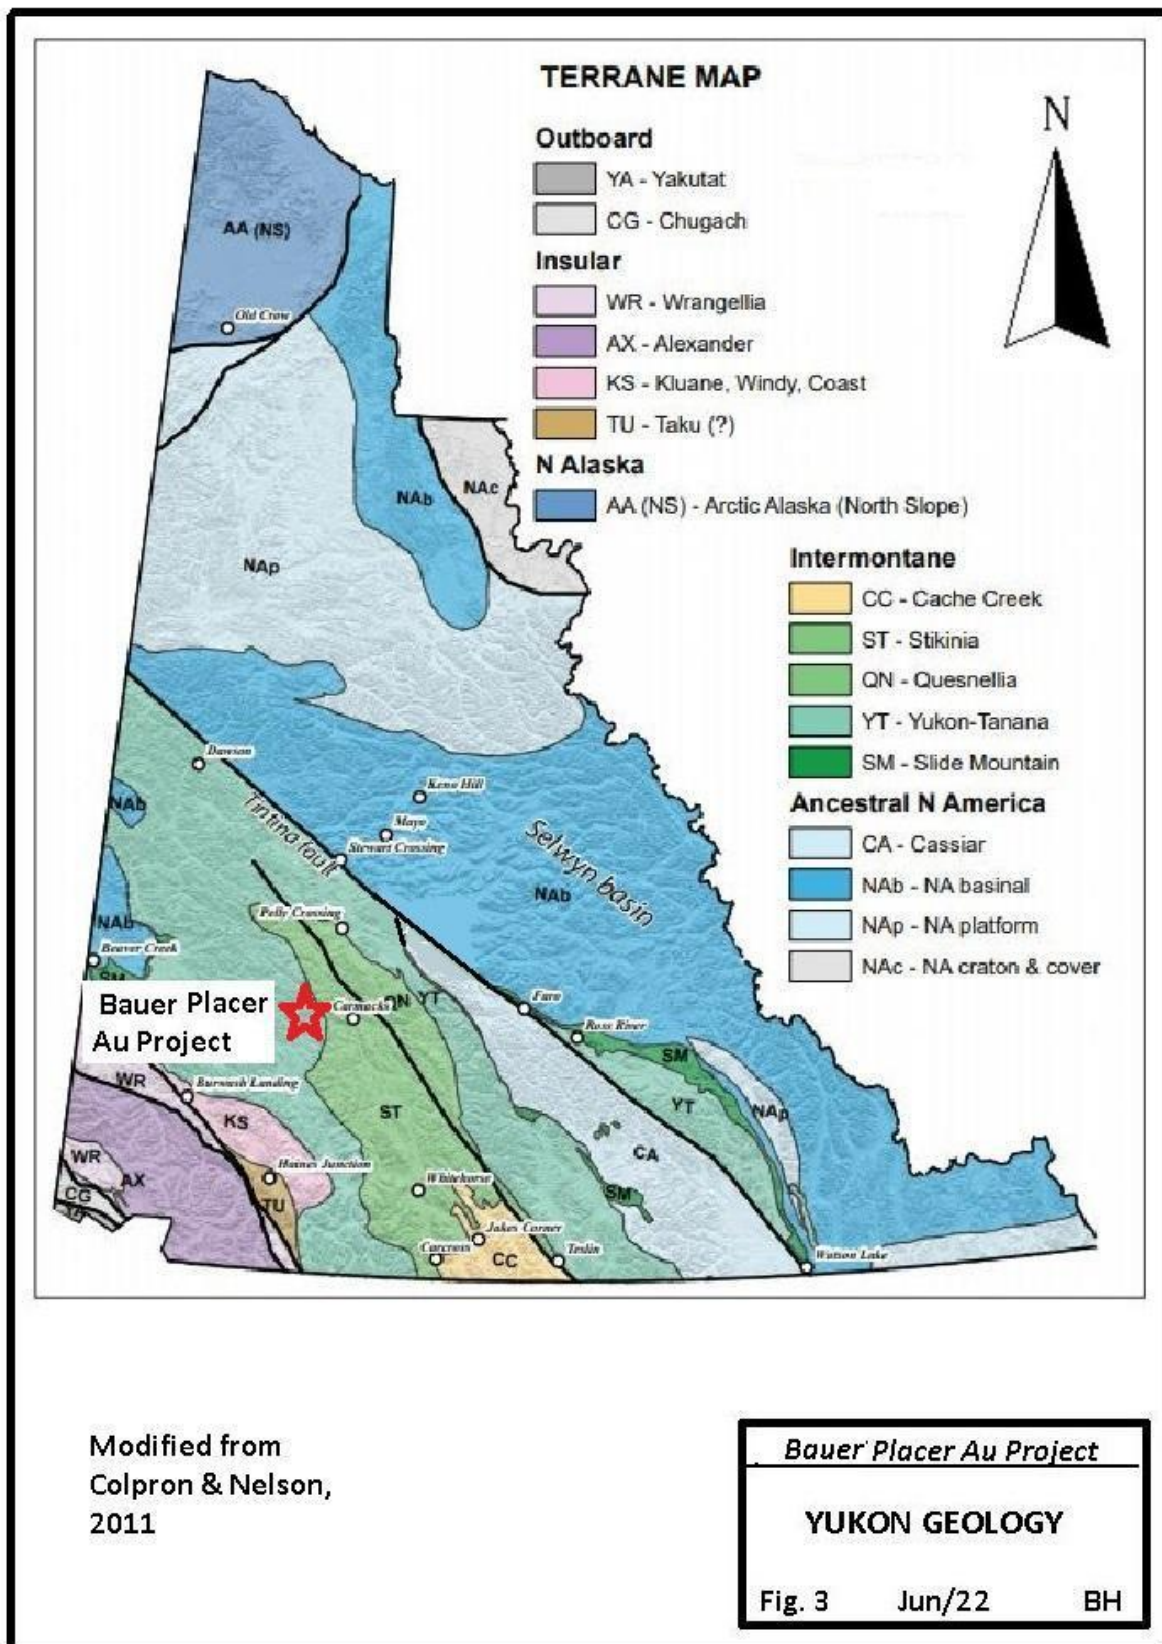 TERRANE MAP
N
Outboard
YA - Yakutat
CG - Chugach
Insular
WR - Wrangellia
AX - Alexander
KS - Kluane, Windy, Coast
TU - Taku (?)
N Alaska
AA (NS) - Arctic Alaska (North Slope)
Intermontane
CC - Cache Creek
ST - Stikinia
QN - Quesnellia
YT - Yukon-Tanana
SM - Slide Mountain
Ancestral N America
CA - Cassiar
NAb - NA basinal
NAp - NA platform
NAc - NA craton & cover
AA (NS)
Old Crow
NAb
NAc
NAp
Dawson
NAb
Keno Hill
Mayo
Stewart Crossing
Tintina fault
Selwyn basin
NAb
Pelly Crossing
NAb
Beaver Creek
SM
Bauer Placer
Au Project
Carmacks
QN
YT
Faro
Ross River
SM
WR
Burwash Landing
KS
ST
YT
NAp
CA
WR
AX
Haines Junction
Whitehorse
SM
CG
TU
Jakes Corner
Carcross
CC
Teslin
Watson Lake
Modified from
Colpron & Nelson,
2011
Bauer Placer Au Project
YUKON GEOLOGY
Fig. 3 Jun/22 BH